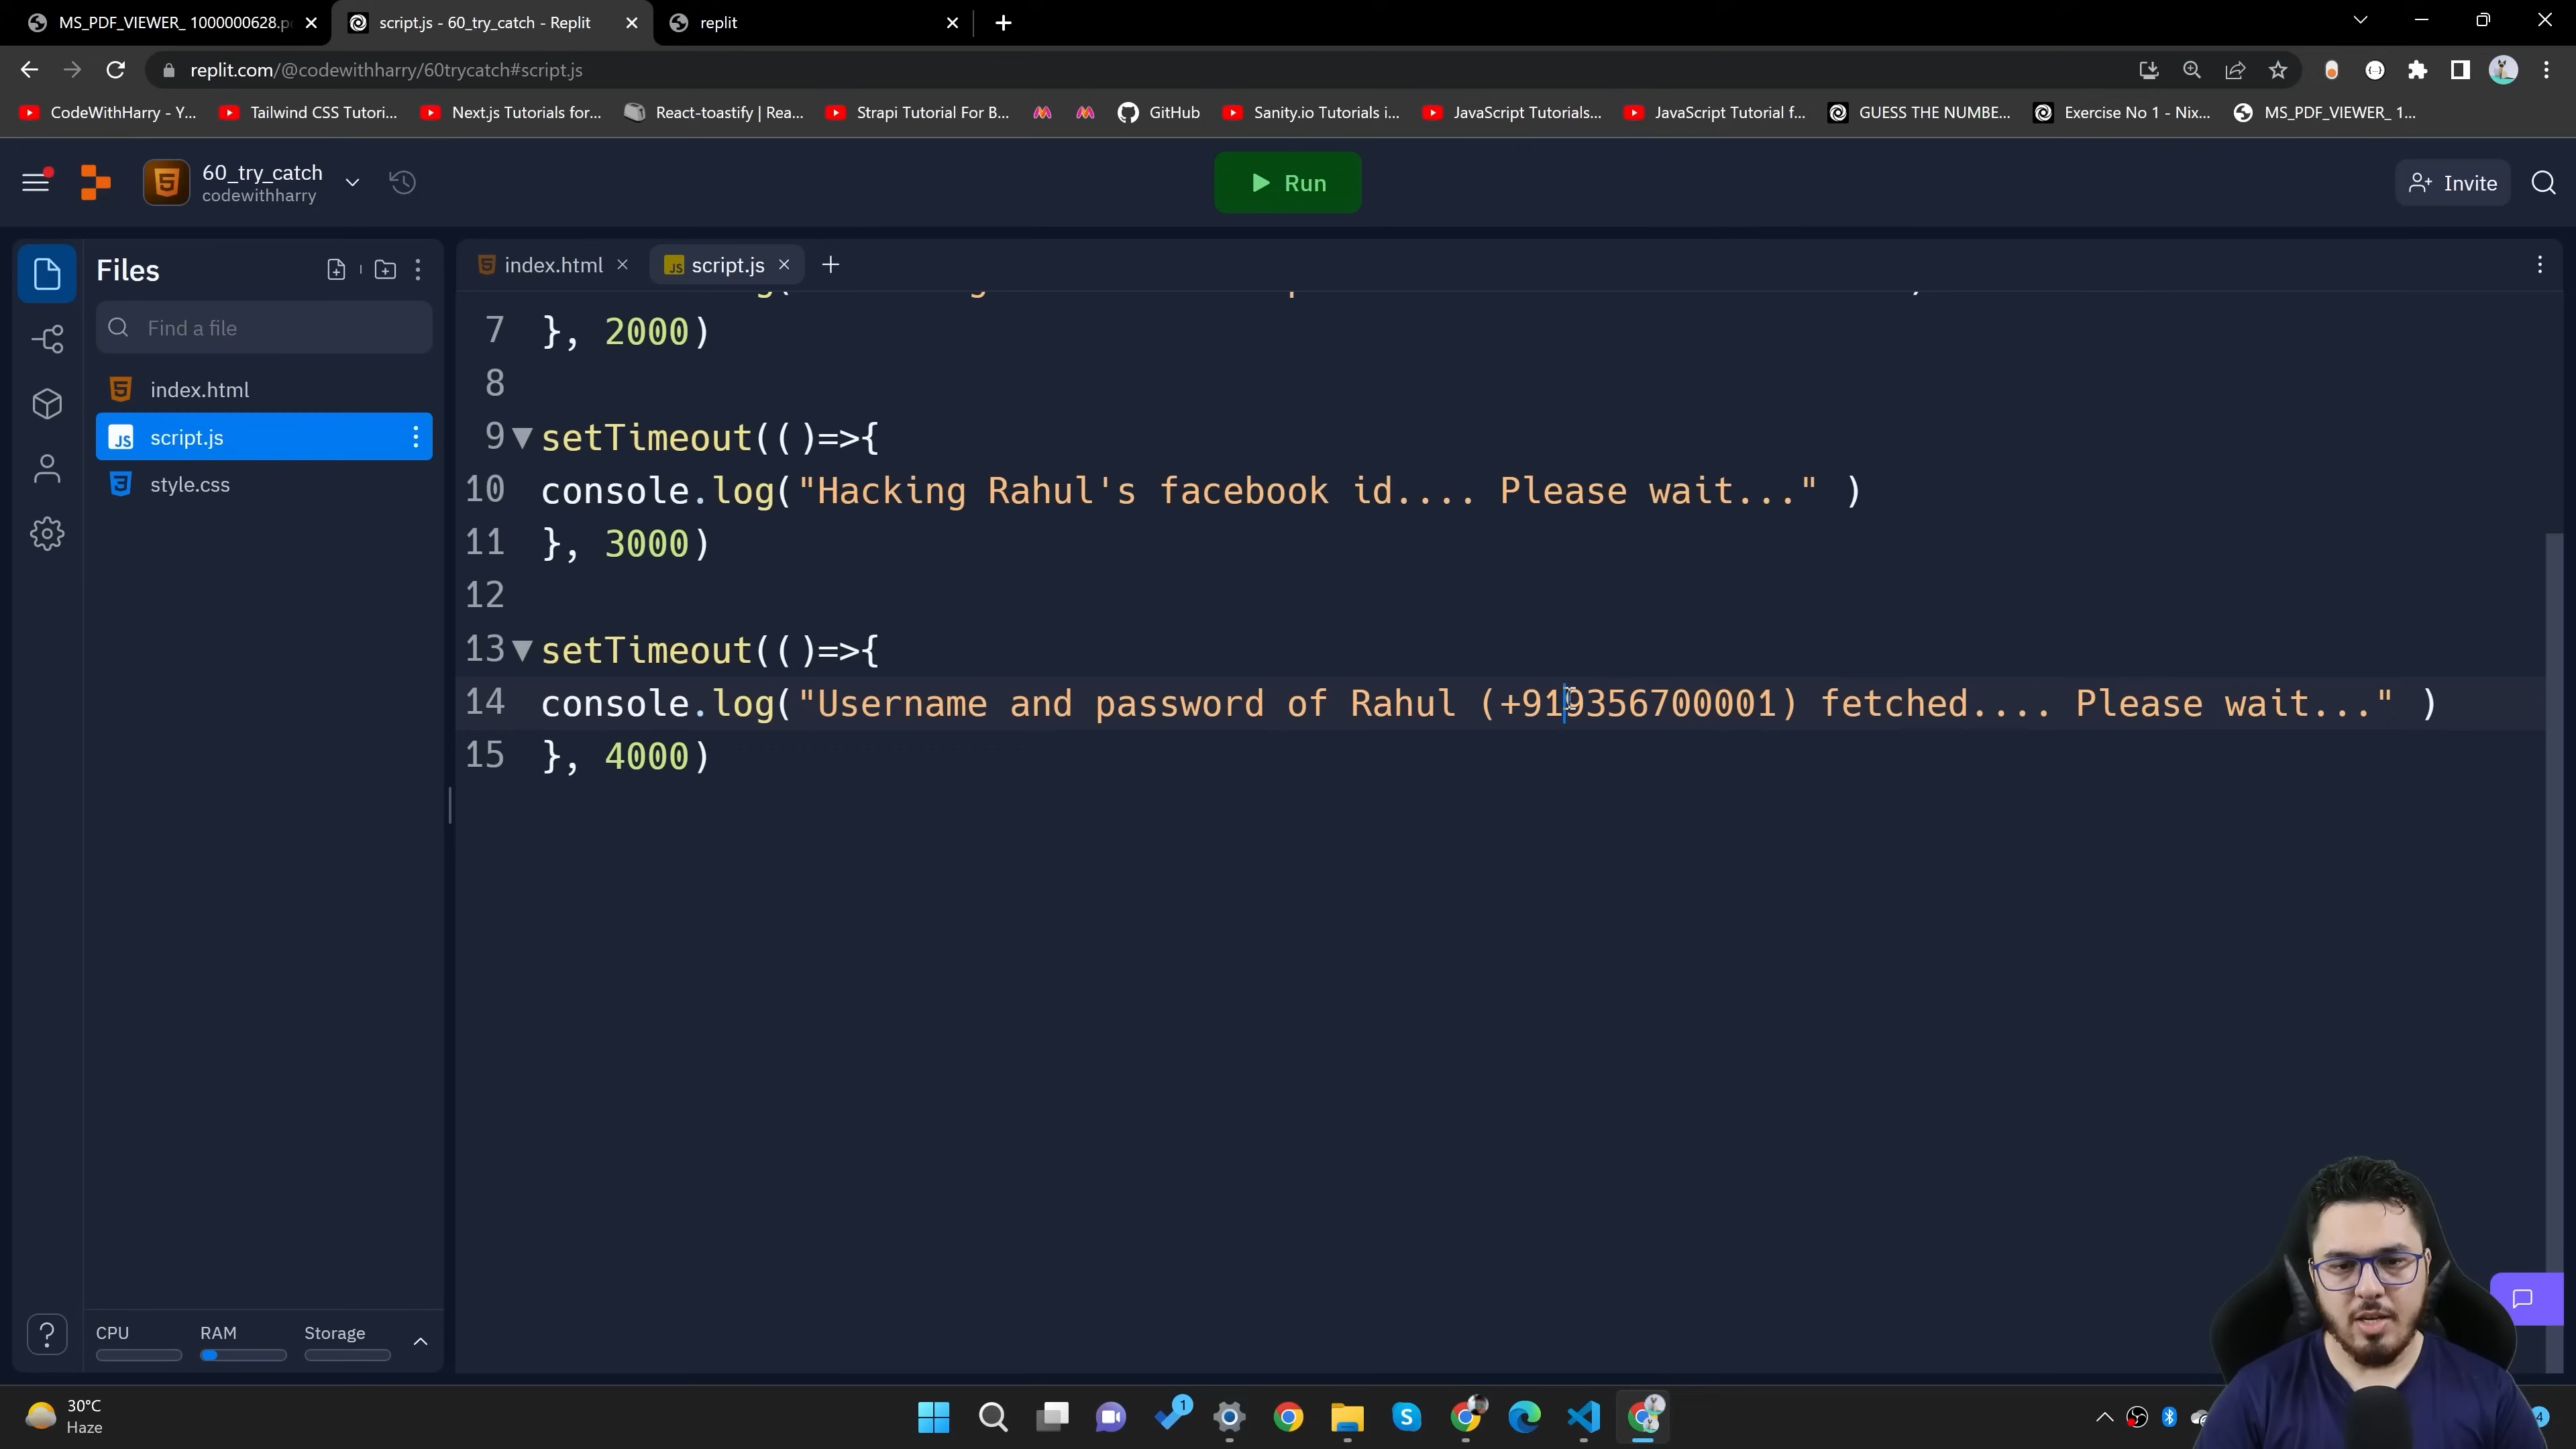 MS_PDF_VIEWER_ 1000000628.p
script.js - 60_try_catch - Replit
replit
replit.com/@codewithharry/60trycatch#script.js
CodeWithHarry - Y...
Tailwind CSS Tutori...
Next.js Tutorials for...
React-toastify | Rea...
Strapi Tutorial For B...
GitHub
Sanity.io Tutorials i...
JavaScript Tutorials...
JavaScript Tutorial f...
GUESS THE NUMBE...
Exercise No 1 - Nix...
MS_PDF_VIEWER_ 1...
60_try_catch
codewithharry
Run
Invite
Files
index.html
script.js
Find a file
index.html
script.js
style.css
7 }, 2000)
8
9 setTimeout(()=>{
10 console.log("Hacking Rahul's facebook id.... Please wait..." )
11 }, 3000)
12
13 setTimeout(()=>{
14 console.log("Username and password of Rahul (+919356700001) fetched.... Please wait..." )
15 }, 4000)
CPU
RAM
Storage
30°C
Haze
1
4